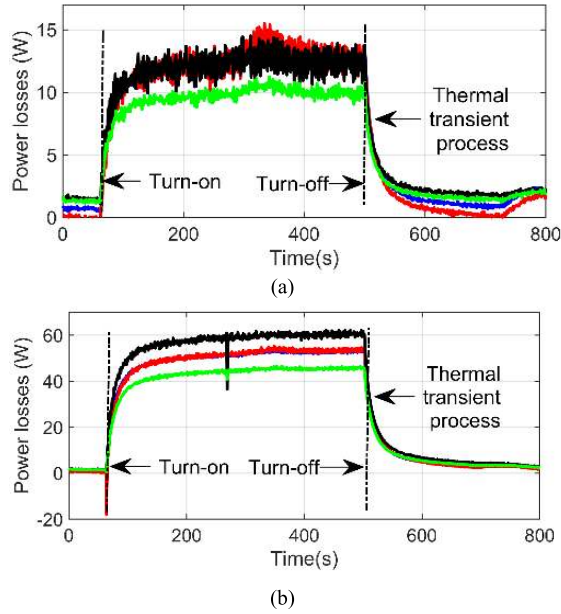 15
10
5
0
Power losses (W)
Thermal
transient
process
Turn-on
Turn-off
0
200
400
600
800
Time(s)
(a)
60
40
20
0
-20
Power losses (W)
Thermal
transient
process
Turn-on
Turn-off
0
200
400
600
800
Time(s)
(b)